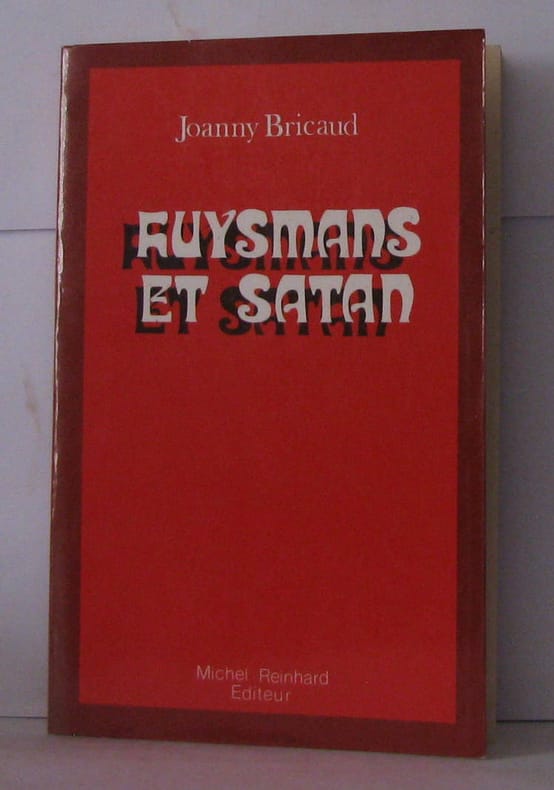 Joanny Bricaud
HUYSMANS
ET SATAN
Michel Reinhard
Editeur